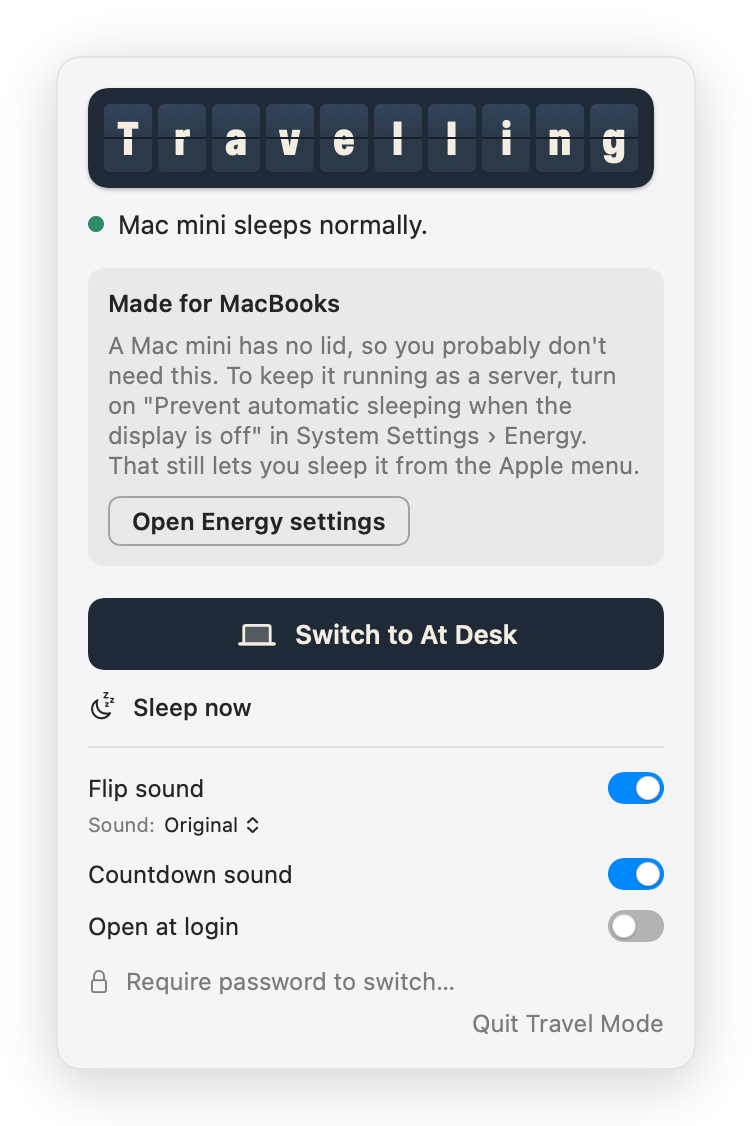 Travelling
Mac mini sleeps normally.
Made for MacBooks
A Mac mini has no lid, so you probably don't
need this. To keep it running as a server, turn
on "Prevent automatic sleeping when the
display is off" in System Settings › Energy.
That still lets you sleep it from the Apple menu.
Open Energy settings
Switch to At Desk
Sleep now
Flip sound
Sound: Original
Countdown sound
Open at login
Require password to switch...
Quit Travel Mode